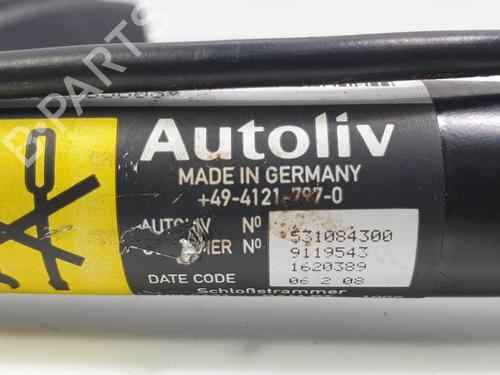 B-PARTS
Autoliv
MADE IN GERMANY
+49-4121-797-0
AUTOLIV Nº 531084300
Nº 9119543
1620389
DATE CODE 06 2 08
Schloßstrammer